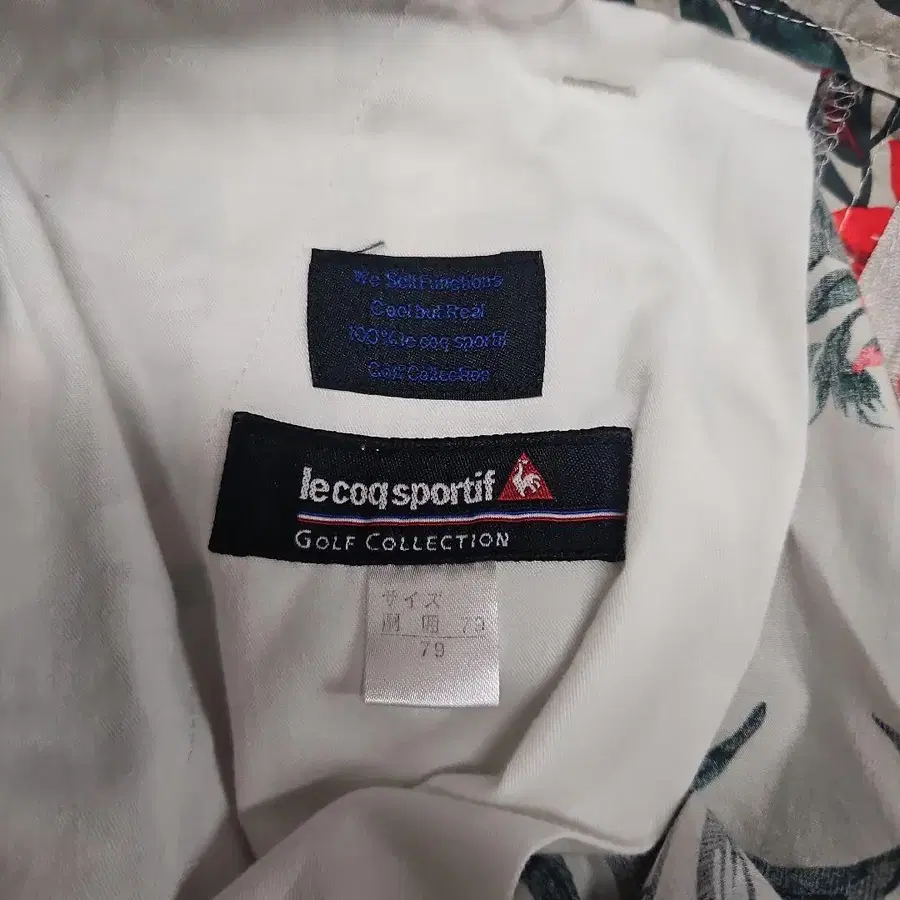 We Sell Functions
Cool but Real
100% le coq sportif
Golf Collection
le coq sportif
GOLF COLLECTION
サイズ
胴囲 79
79